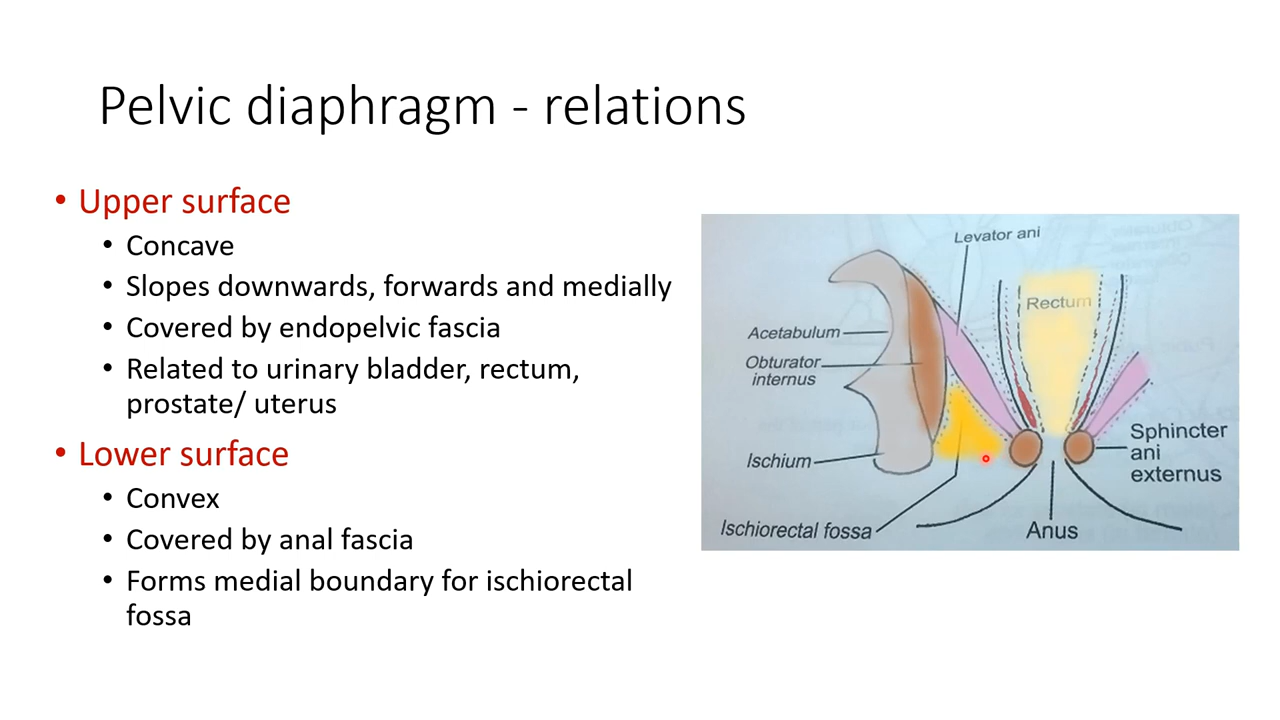 Pelvic diaphragm - relations
• Upper surface
• Concave
• Slopes downwards, forwards and medially
• Covered by endopelvic fascia
• Related to urinary bladder, rectum,
prostate/ uterus
• Lower surface
• Convex
• Covered by anal fascia
• Forms medial boundary for ischiorectal
fossa
Levator ani
Rectum
Acetabulum
Obturator
internus
Ischium
Ischiorectal fossa
Anus
Sphincter
ani
externus